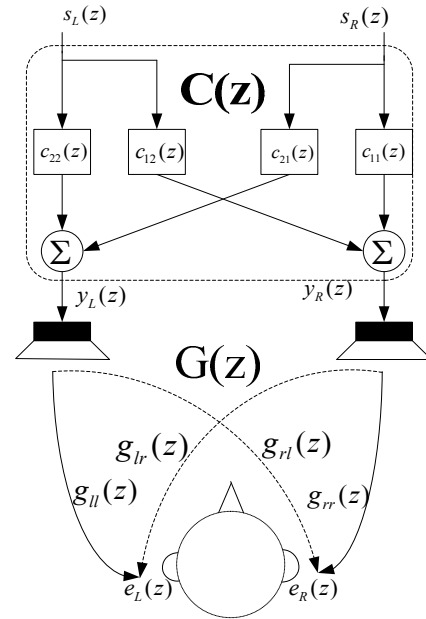 s_L(z) s_R(z)
C(z)
c_22(z) c_12(z) c_21(z) c_11(z)
Σ Σ
y_L(z) y_R(z)
G(z)
g_lr(z) g_rl(z)
g_ll(z) g_rr(z)
e_L(z) e_R(z)